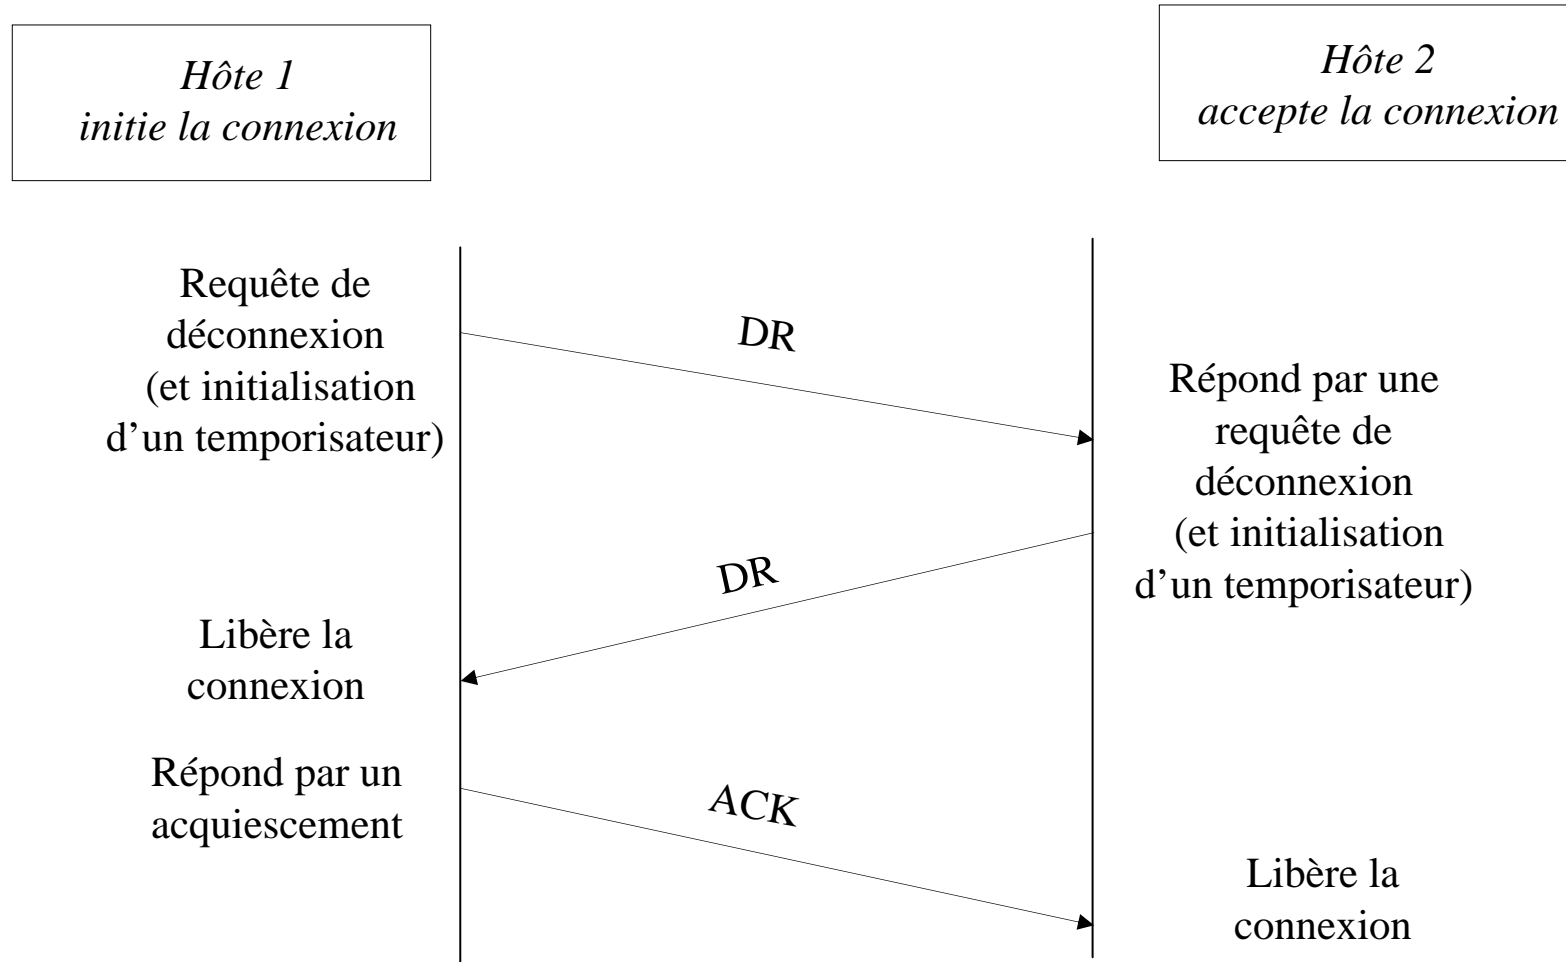 Hôte 1
initie la connexion
Hôte 2
accepte la connexion
Requête de
déconnexion
(et initialisation
d’un temporisateur)
DR
Répond par une
requête de
déconnexion
(et initialisation
d’un temporisateur)
DR
Libère la
connexion
Répond par un
acquiescement
ACK
Libère la
connexion